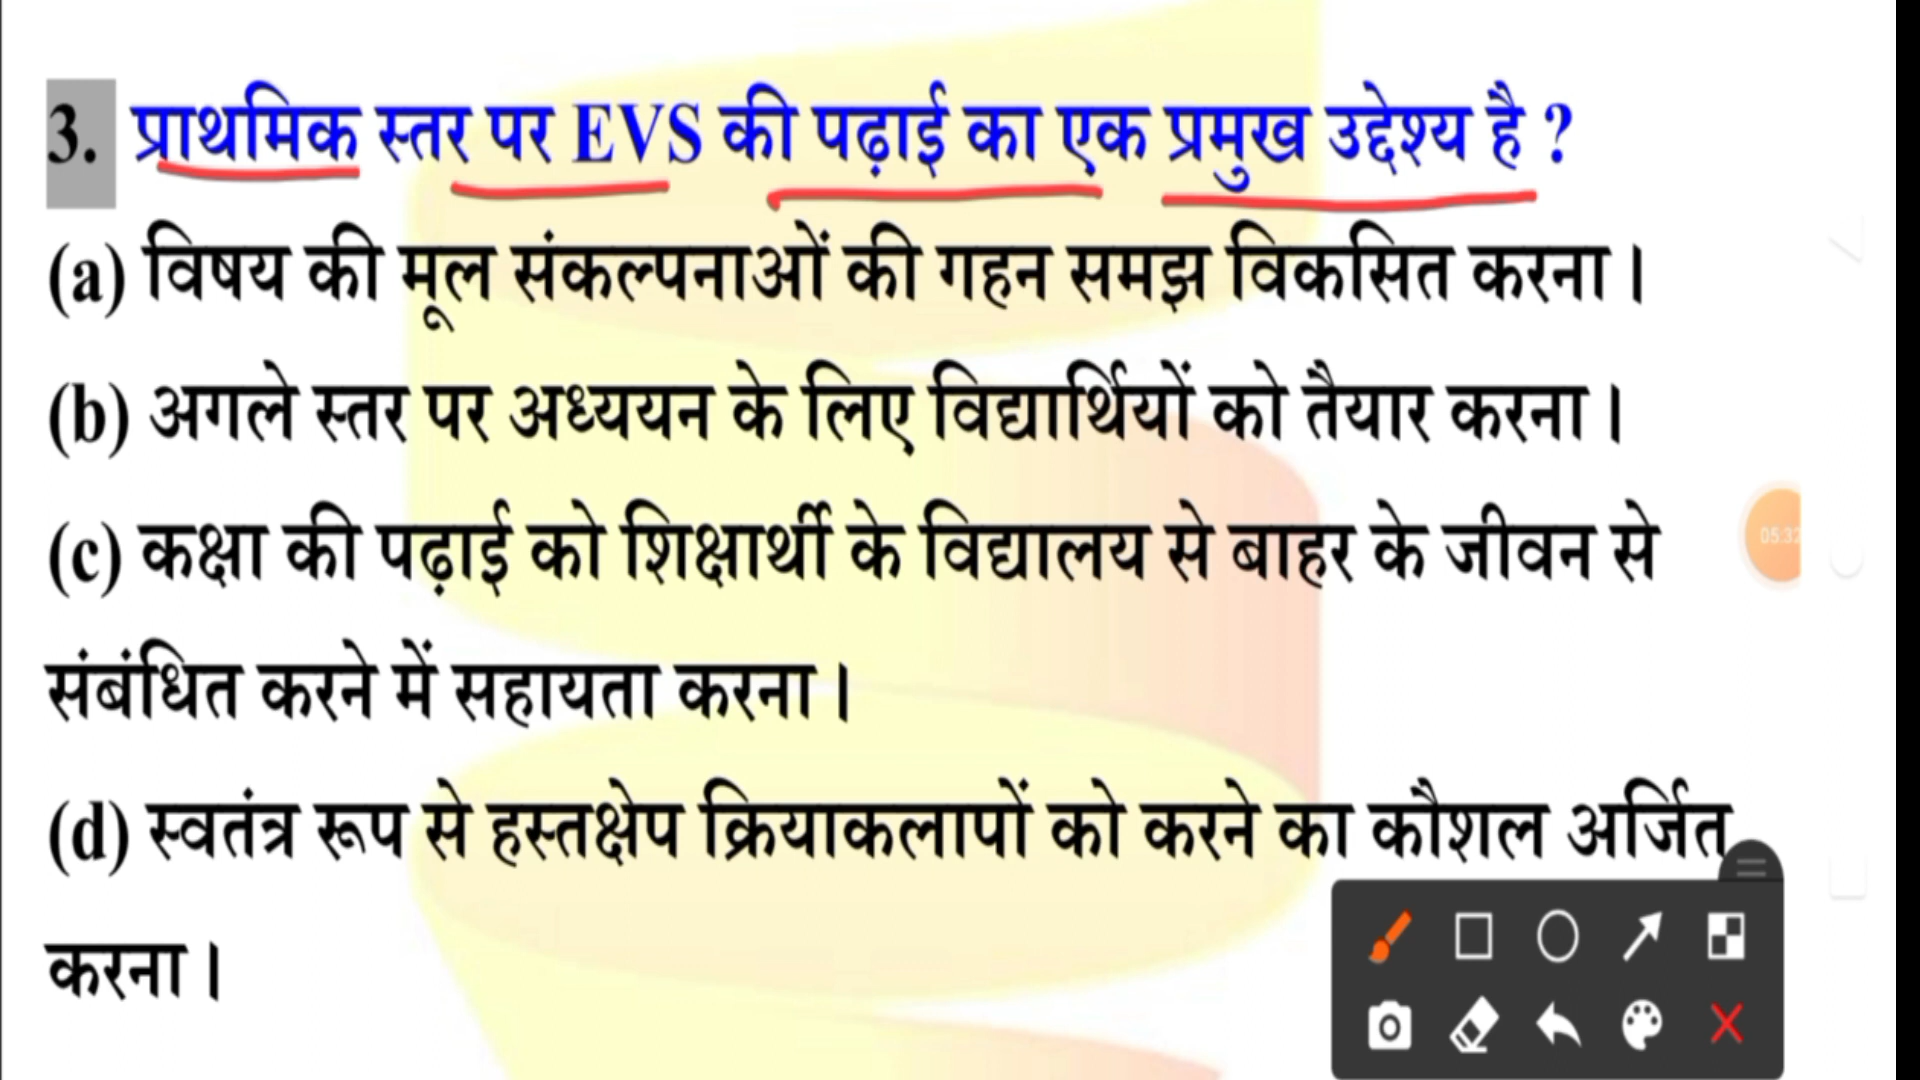 3. प्राथमिक स्तर पर EVS की पढ़ाई का एक प्रमुख उद्देश्य है ?
(a) विषय की मूल संकल्पनाओं की गहन समझ विकसित करना।
(b) अगले स्तर पर अध्ययन के लिए विद्यार्थियों को तैयार करना।
(c) कक्षा की पढ़ाई को शिक्षार्थी के विद्यालय से बाहर के जीवन से
संबंधित करने में सहायता करना।
(d) स्वतंत्र रूप से हस्तक्षेप क्रियाकलापों को करने का कौशल अर्जित
करना।
05:32